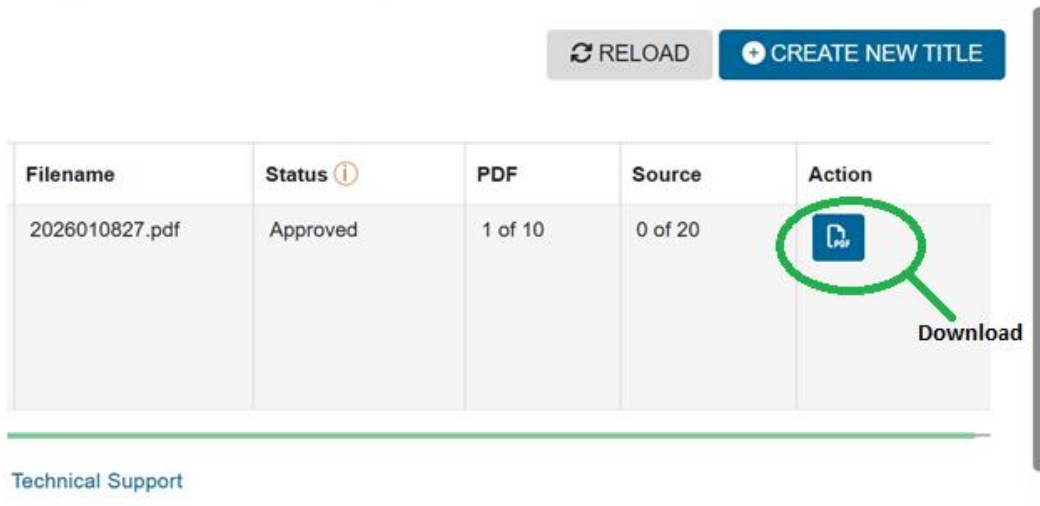 RELOAD
CREATE NEW TITLE
Filename Status PDF Source Action
2026010827.pdf Approved 1 of 10 0 of 20 PDF
Download
Technical Support